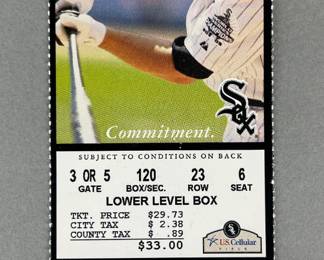 Sox
Commitment.
SUBJECT TO CONDITIONS ON BACK
3 OR 5 120 23 6
GATE BOX/SEC. ROW SEAT
LOWER LEVEL BOX
TKT. PRICE $29.73
CITY TAX $ 2.38
COUNTY TAX $ .89
$33.00
U.S. Cellular
FIELD